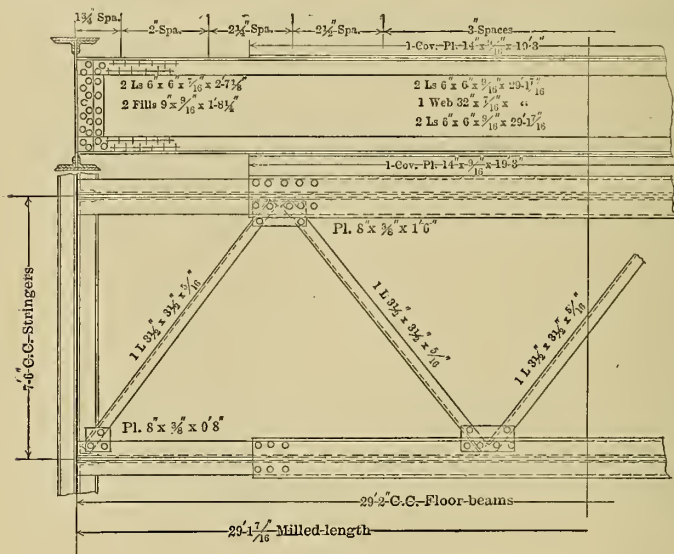 1¾" Spa.
2" Spa.
2½" Spa.
2½" Spa.
3" Spaces
1-Cov. Pl. 14" x 9/16" x 19'-3"
2 Ls 6" x 6" x 7/16" x 2'-7⅛"
2 Fills 9" x 9/16" x 1'-8¼"
2 Ls 6" x 6" x 9/16" x 29'-1 7/16"
1 Web 32" x 7/16" x "
2 Ls 6" x 6" x 9/16" x 29'-1 7/16"
1-Cov. Pl. 14" x 9/16" x 19'-3"
Pl. 8" x ⅜" x 1'6"
1 L 3½" x 3½" x 5/16"
1 L 3½" x 3½" x 5/16"
1 L 3½" x 3½" x 5/16"
7'-6" C.C. Stringers
Pl. 8" x ⅜" x 0'8"
29'2" C.C. Floor-beams
29'-1 7/16" Milled-length